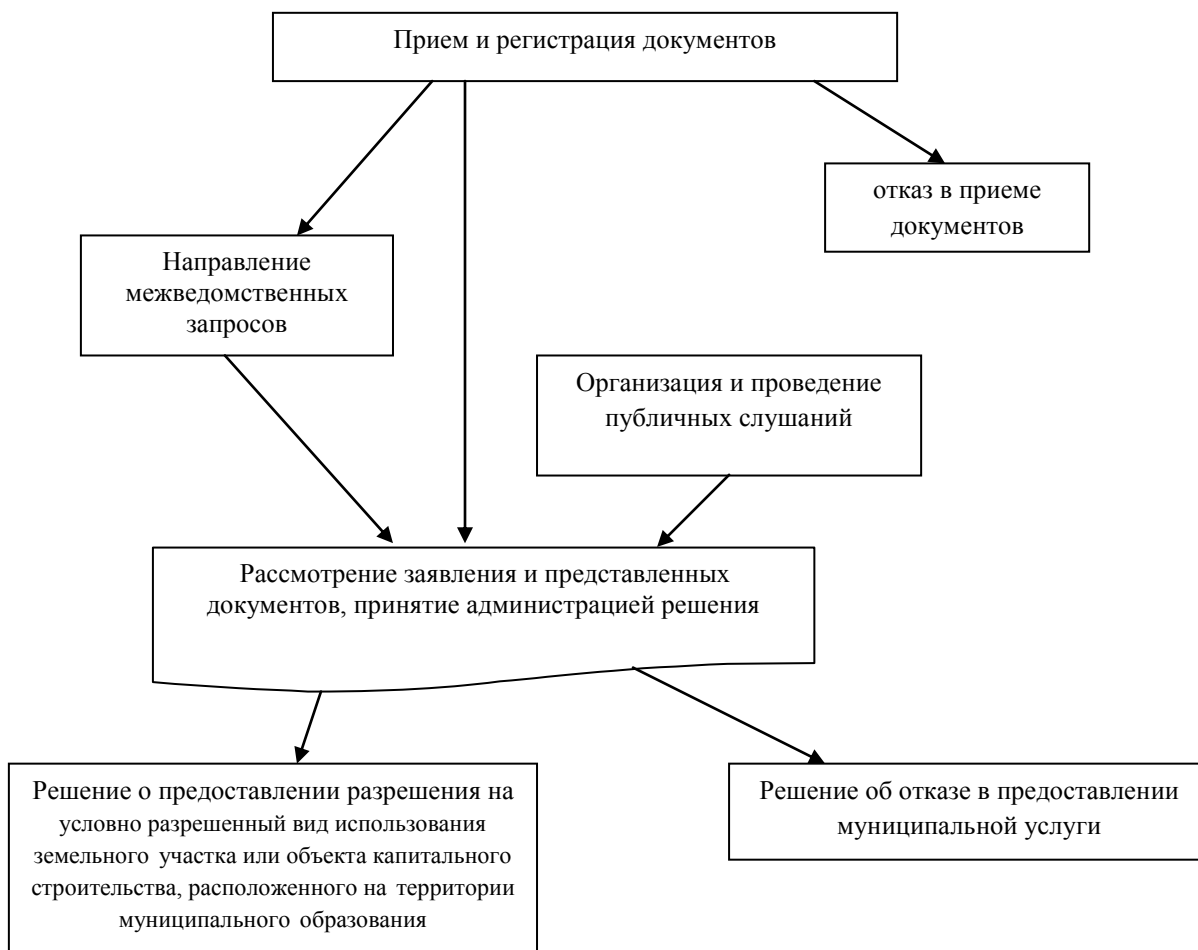 Прием и регистрация документов
отказ в приеме
документов
Направление
межведомственных
запросов
Организация и проведение
публичных слушаний
Рассмотрение заявления и представленных
документов, принятие администрацией решения
Решение о предоставлении разрешения на
условно разрешенный вид использования
земельного участка или объекта капитального
строительства, расположенного на территории
муниципального образования
Решение об отказе в предоставлении
муниципальной услуги